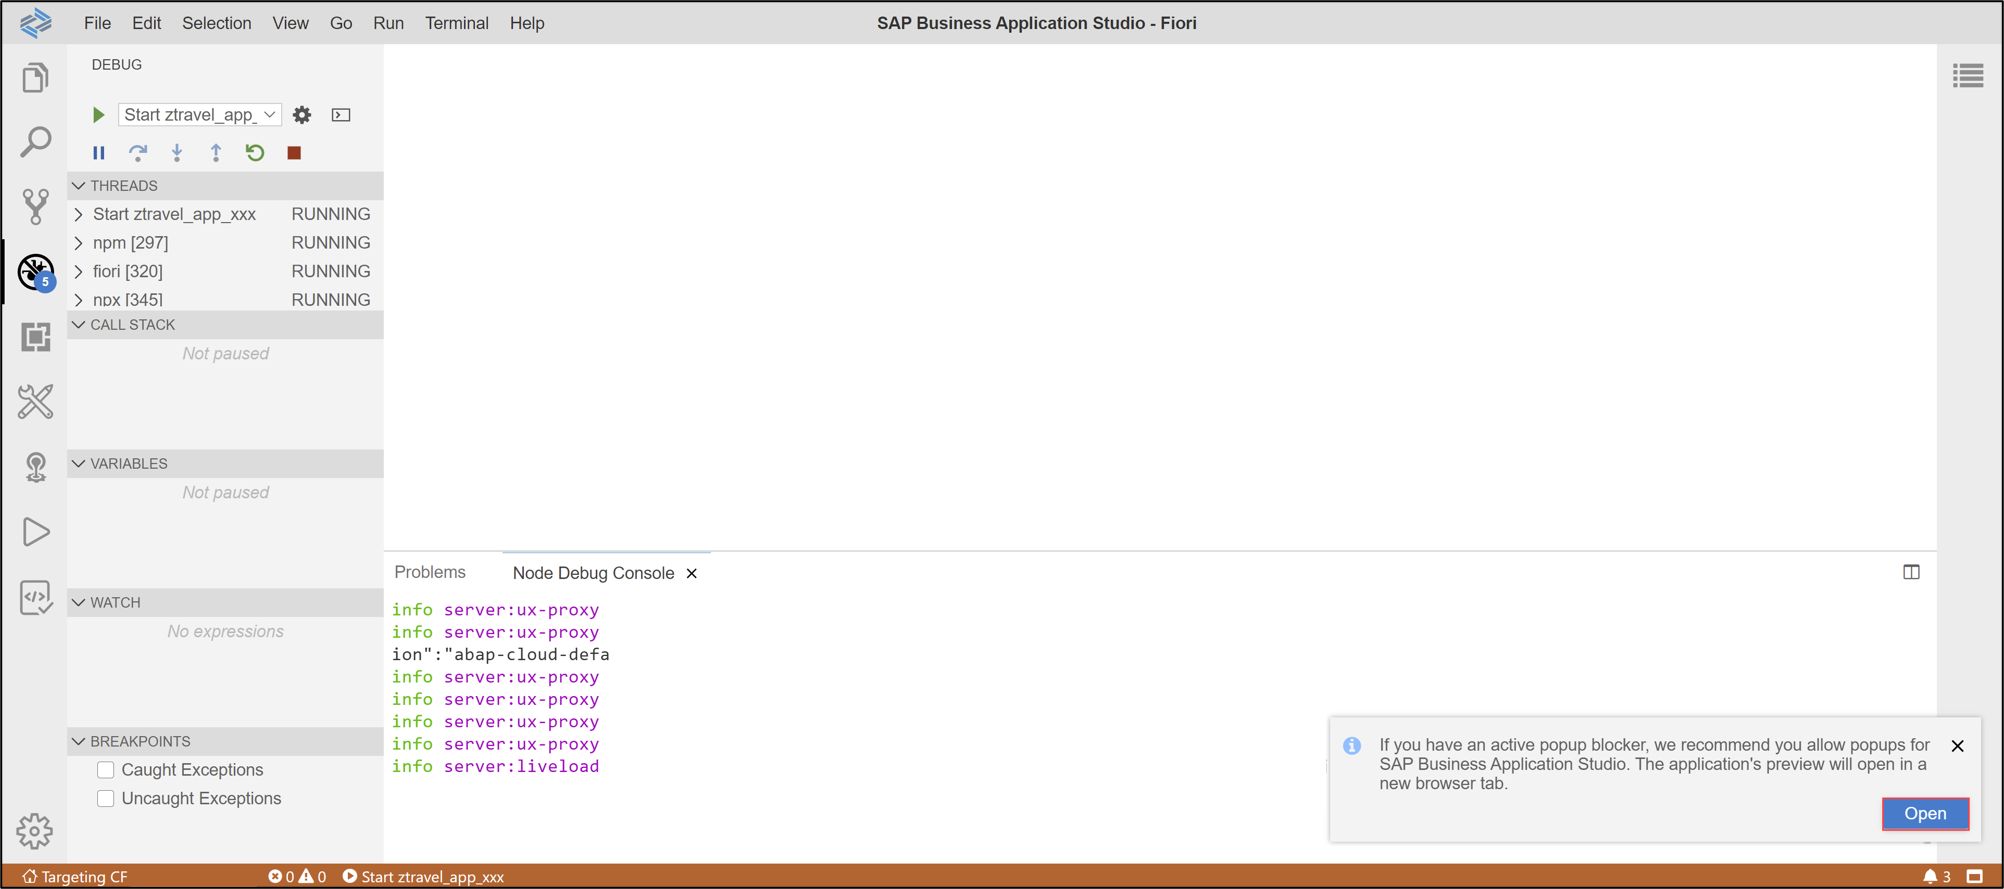 File Edit Selection View Go Run Terminal Help
SAP Business Application Studio - Fiori
DEBUG
Start ztravel_app_
THREADS
Start ztravel_app_xxx RUNNING
npm [297] RUNNING
fiori [320] RUNNING
npx [345] RUNNING
CALL STACK
Not paused
VARIABLES
Not paused
WATCH
No expressions
BREAKPOINTS
Caught Exceptions
Uncaught Exceptions
5
Problems Node Debug Console
info server:ux-proxy
info server:ux-proxy
ion":"abap-cloud-defa
info server:ux-proxy
info server:ux-proxy
info server:ux-proxy
info server:ux-proxy
info server:liveload
If you have an active popup blocker, we recommend you allow popups for
SAP Business Application Studio. The application's preview will open in a
new browser tab.
Open
Targeting CF 0 0 Start ztravel_app_xxx 3